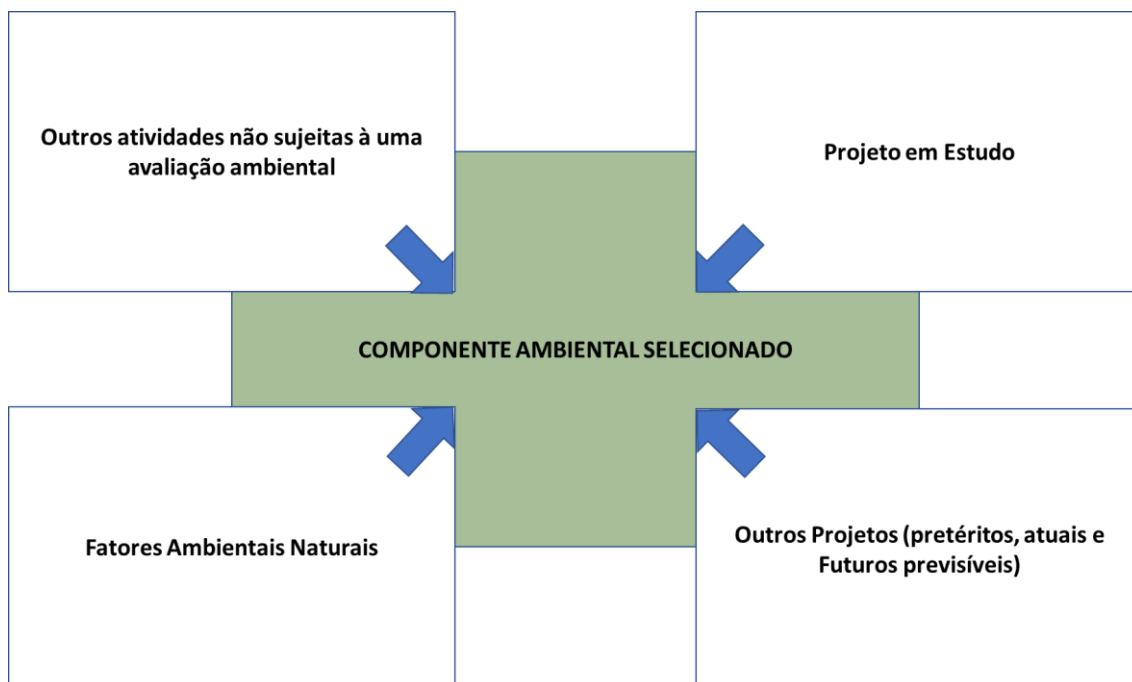 Outros atividades não sujeitas à uma
avaliação ambiental
Projeto em Estudo
COMPONENTE AMBIENTAL SELECIONADO
Fatores Ambientais Naturais
Outros Projetos (pretéritos, atuais e
Futuros previsíveis)